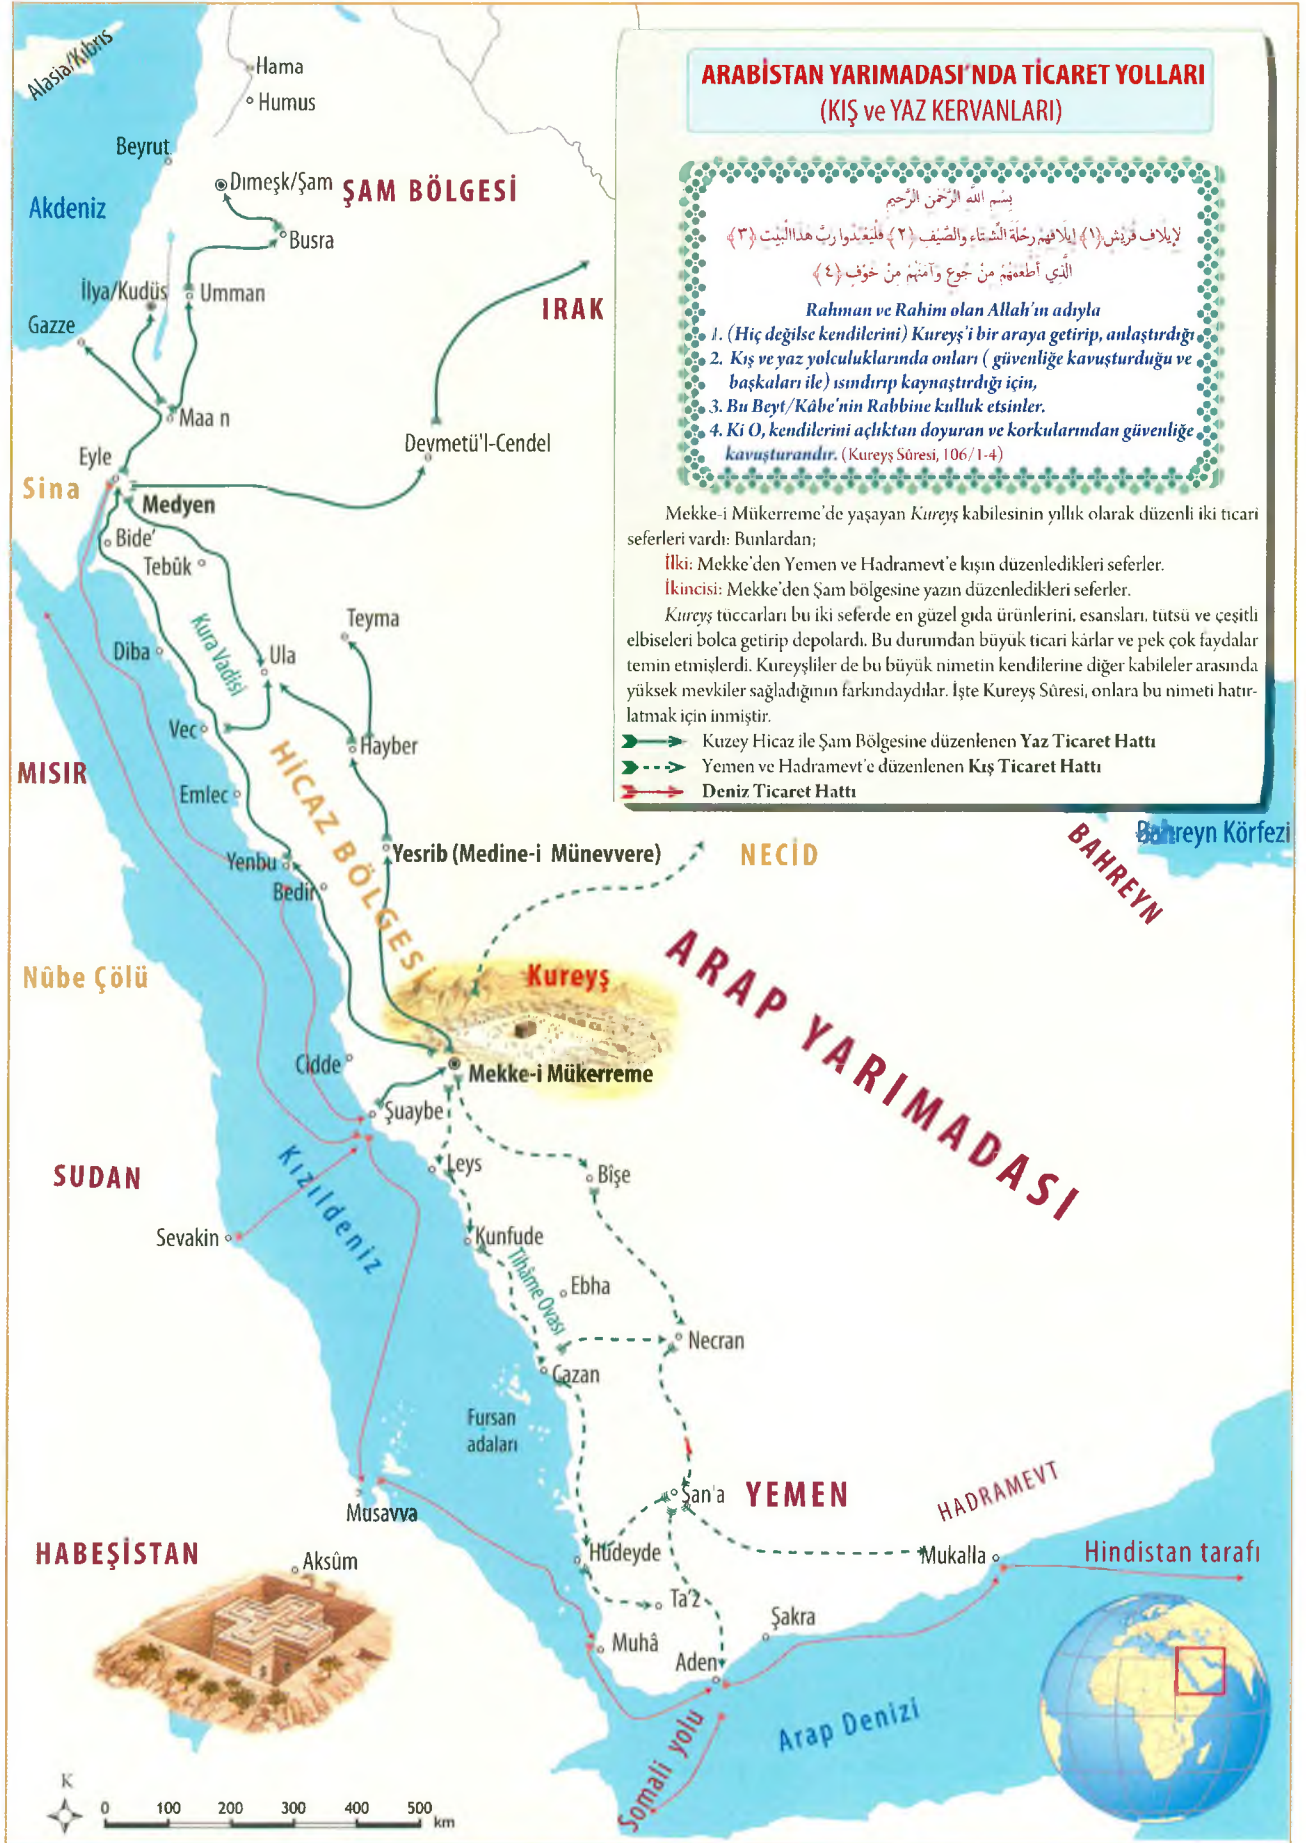 ARABİSTAN YARIMADASI'NDA TİCARET YOLLARI
(KIŞ ve YAZ KERVANLARI)
بِسْمِ اللَّهِ الرَّحْمَنِ الرَّحِيمِ
لِإِيلَافِ قُرَيْشٍ ﴿١﴾ إِيلَافِهِمْ رِحْلَةَ الشِّتَاءِ وَالصَّيْفِ ﴿٢﴾ فَلْيَعْبُدُوا رَبَّ هَذَا الْبَيْتِ ﴿٣﴾
الَّذِي أَطْعَمَهُمْ مِنْ جُوعٍ وَآمَنَهُمْ مِنْ خَوْفٍ ﴿٤﴾
Rahman ve Rahim olan Allah'ın adıyla
1. (Hiç değilse kendilerini) Kureyş'i bir araya getirip, anlaştırdığı
2. Kış ve yaz yolculuklarında onları ( güvenliğe kavuşturduğu ve
başkaları ile) ısındırıp kaynaştırdığı için,
3. Bu Beyt/Kâbe'nin Rabbine kulluk etsinler.
4. Ki O, kendilerini açlıktan doyuran ve korkularından güvenliğe
kavuşturandır. (Kureyş Sûresi, 106/1-4)
Mekke-i Mükerreme'de yaşayan Kureyş kabilesinin yıllık olarak düzenli iki ticari
seferleri vardı: Bunlardan;
İlki: Mekke'den Yemen ve Hadramevt'e kışın düzenledikleri seferler.
İkincisi: Mekke'den Şam bölgesine yazın düzenledikleri seferler.
Kureyş tüccarları bu iki seferde en güzel gıda ürünlerini, esansları, tütsü ve çeşitli
elbiseleri bolca getirip depolardı. Bu durumdan büyük ticari kârlar ve pek çok faydalar
temin etmişlerdi. Kureyşliler de bu büyük nimetin kendilerine diğer kabileler arasında
yüksek mevkiler sağladığının farkındaydılar. İşte Kureyş Sûresi, onlara bu nimeti hatır-
latmak için inmiştir.
Kuzey Hicaz ile Şam Bölgesine düzenlenen Yaz Ticaret Hattı
Yemen ve Hadramevt'e düzenlenen Kış Ticaret Hattı
Deniz Ticaret Hattı
Alasia/Kıbrıs
Hama
Humus
Beyrut
Dımeşk/Şam
ŞAM BÖLGESİ
Akdeniz
Busra
İlya/Kudüs
Umman
IRAK
Gazze
Maa n
Devmetü'l-Cendel
Eyle
Sina
Medyen
Bide'
Tebûk
Teyma
Kura Vadisi
Diba
Ula
Vec
Hayber
HİCAZ BÖLGESİ
MISIR
Emlec
Yesrib (Medine-i Münevvere)
NECİD
Bahreyn Körfezi
BAHREYN
Yenbu
Bedir
Nûbe Çölü
Kureyş
ARAP YARIMADASI
Cidde
Mekke-i Mükerreme
Şuaybe
Leys
Bîşe
SUDAN
Kızıldeniz
Sevakin
Kunfude
Tihâme Ovası
Ebha
Necran
Cazan
Fursan
adaları
San'a
YEMEN
HADRAMEVT
Musavva
HABEŞİSTAN
Aksûm
Hudeyde
Mukalla
Hindistan tarafı
Ta'z
Şakra
Muhâ
Aden
Arap Denizi
Somali yolu
K
0 100 200 300 400 500
km